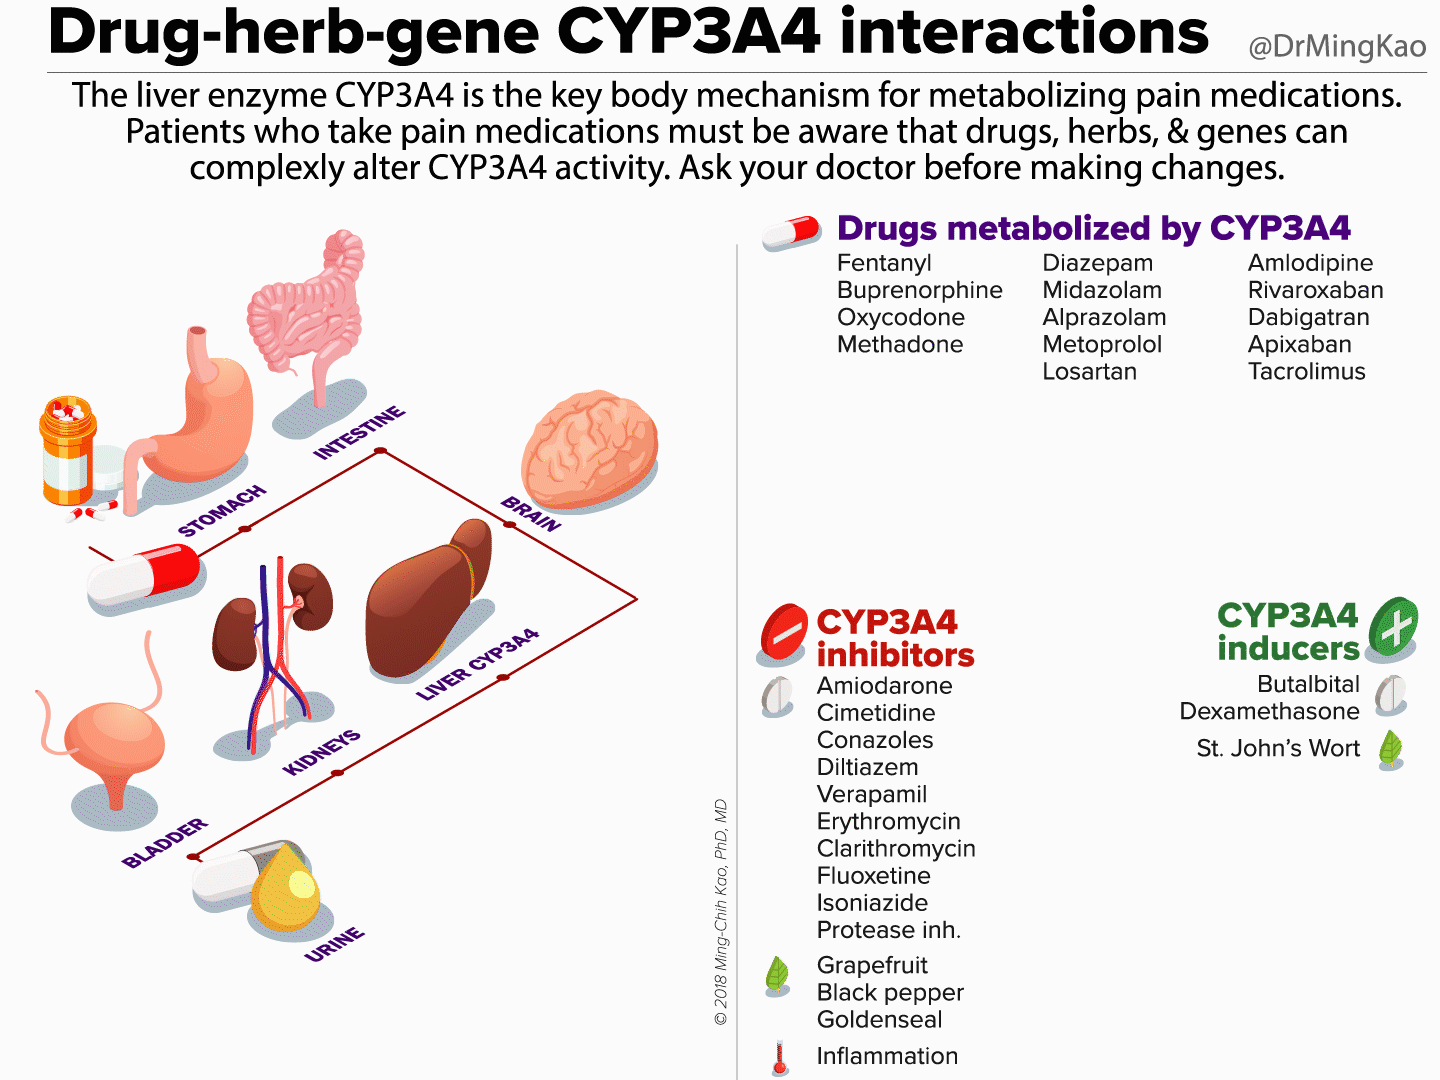 Drug-herb-gene CYP3A4 interactions
@DrMingKao
The liver enzyme CYP3A4 is the key body mechanism for metabolizing pain medications.
Patients who take pain medications must be aware that drugs, herbs, & genes can
complexly alter CYP3A4 activity. Ask your doctor before making changes.
INTESTINE
STOMACH
BRAIN
LIVER CYP3A4
KIDNEYS
BLADDER
URINE
© 2018 Ming-Chih Kao, PhD, MD
Drugs metabolized by CYP3A4
Fentanyl
Buprenorphine
Oxycodone
Methadone
Diazepam
Midazolam
Alprazolam
Metoprolol
Losartan
Amlodipine
Rivaroxaban
Dabigatran
Apixaban
Tacrolimus
CYP3A4
inhibitors
Amiodarone
Cimetidine
Conazoles
Diltiazem
Verapamil
Erythromycin
Clarithromycin
Fluoxetine
Isoniazide
Protease inh.
Grapefruit
Black pepper
Goldenseal
Inflammation
CYP3A4
inducers
Butalbital
Dexamethasone
St. John's Wort